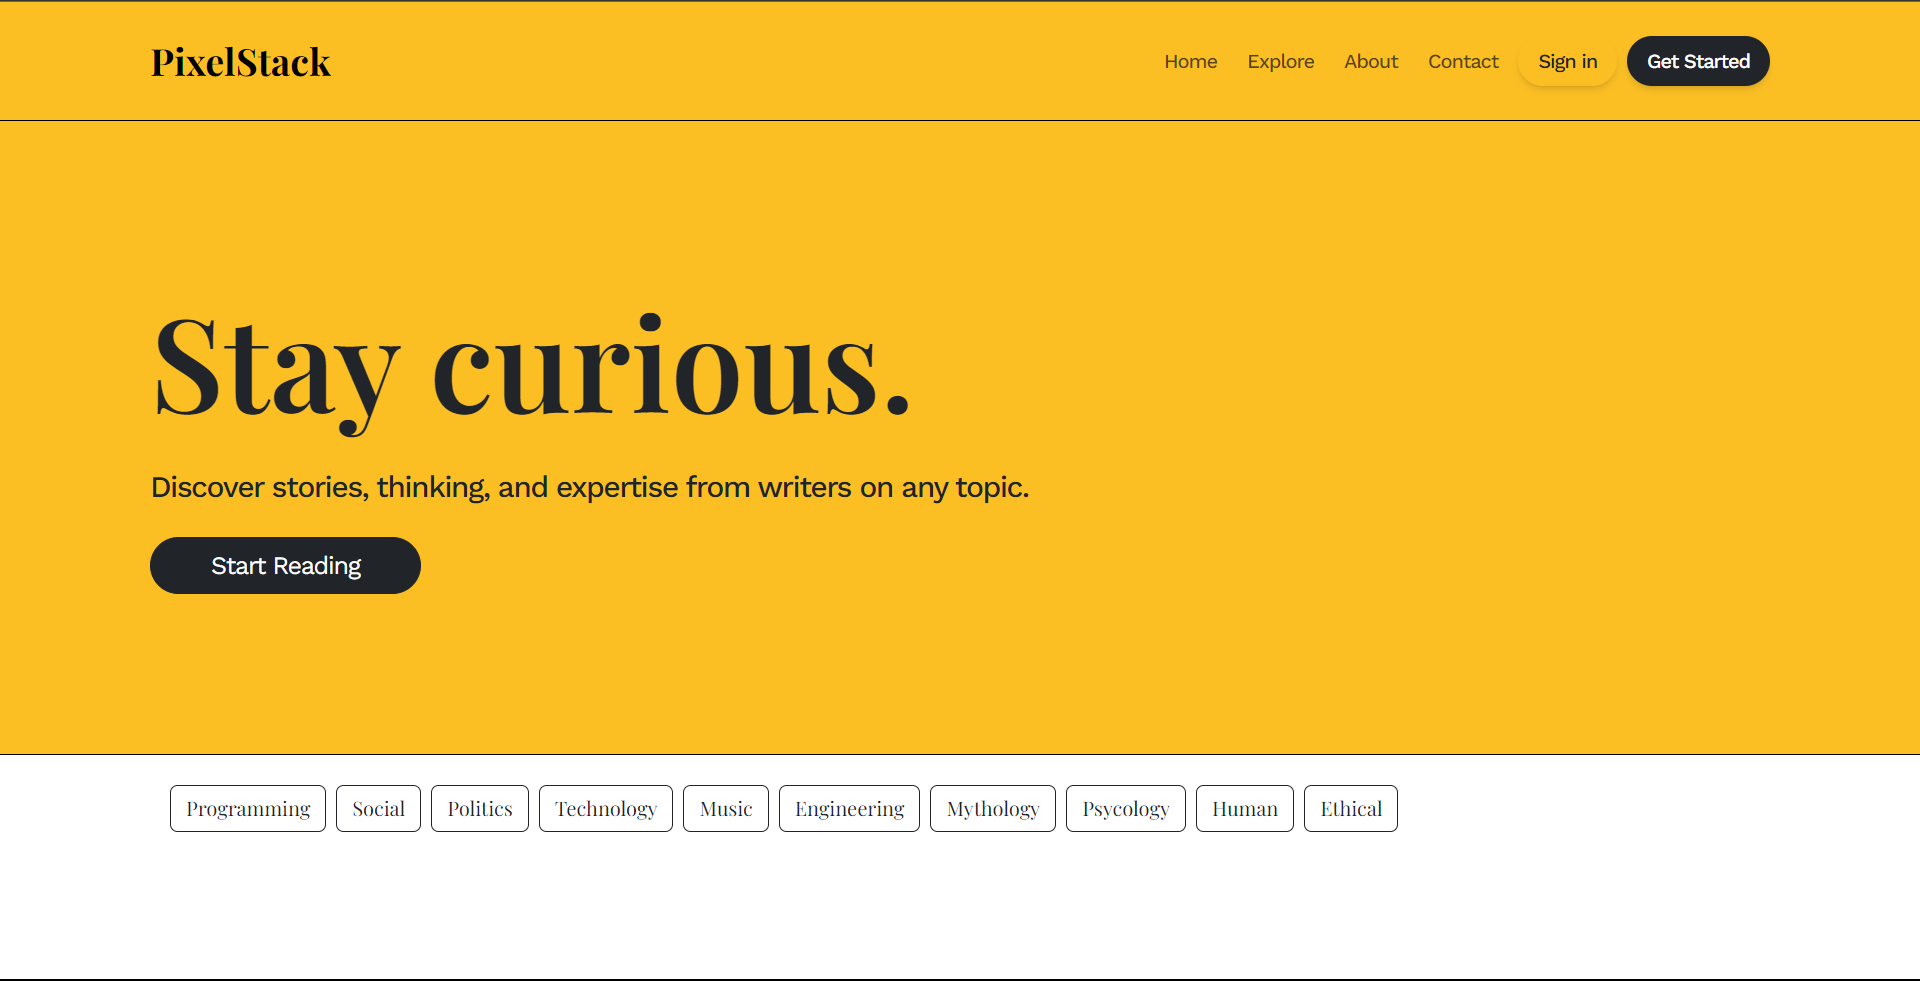 PixelStack Home Explore About Contact Sign in Get Started
Stay curious.
Discover stories, thinking, and expertise from writers on any topic.
Start Reading
Programming Social Politics Technology Music Engineering Mythology Psycology Human Ethical